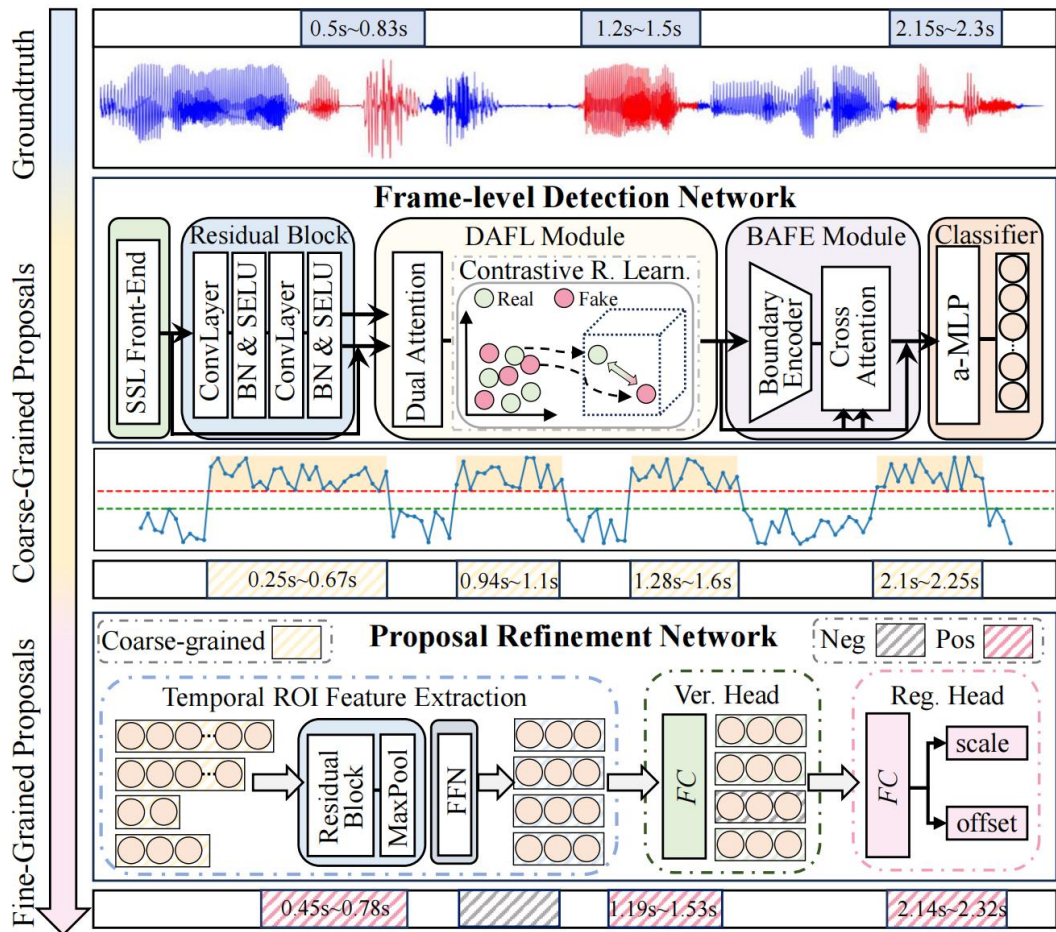 Groundtruth
0.5s~0.83s
1.2s~1.5s
2.15s~2.3s
Coarse-Grained Proposals
Frame-level Detection Network
SSL Front-End
Residual Block
ConvLayer
BN & SELU
ConvLayer
BN & SELU
DAFL Module
Dual Attention
Contrastive R. Learn.
Real
Fake
BAFE Module
Boundary
Encoder
Cross
Attention
Classifier
a-MLP
0.25s~0.67s
0.94s~1.1s
1.28s~1.6s
2.1s~2.25s
Fine-Grained Proposals
Coarse-grained
Proposal Refinement Network
Neg
Pos
Temporal ROI Feature Extraction
Residual
Block
MaxPool
FFN
Ver. Head
FC
Reg. Head
FC
scale
offset
0.45s~0.78s
1.19s~1.53s
2.14s~2.32s